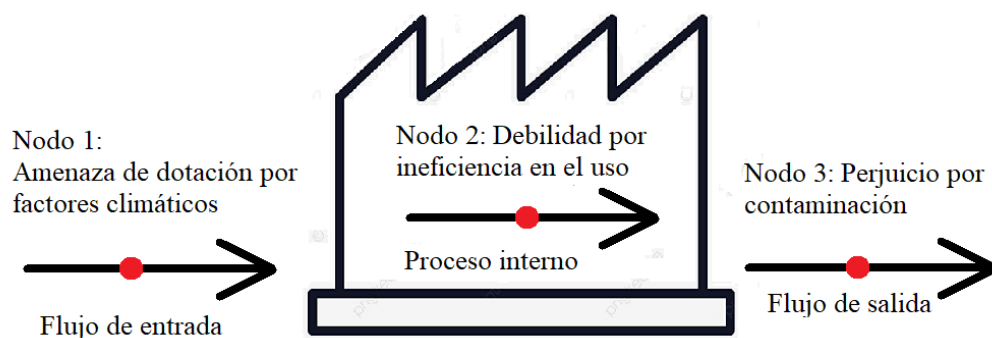 Nodo 1:
Amenaza de dotación por
factores climáticos
Flujo de entrada
Nodo 2: Debilidad por
ineficiencia en el uso
Proceso interno
Nodo 3: Perjuicio por
contaminación
Flujo de salida